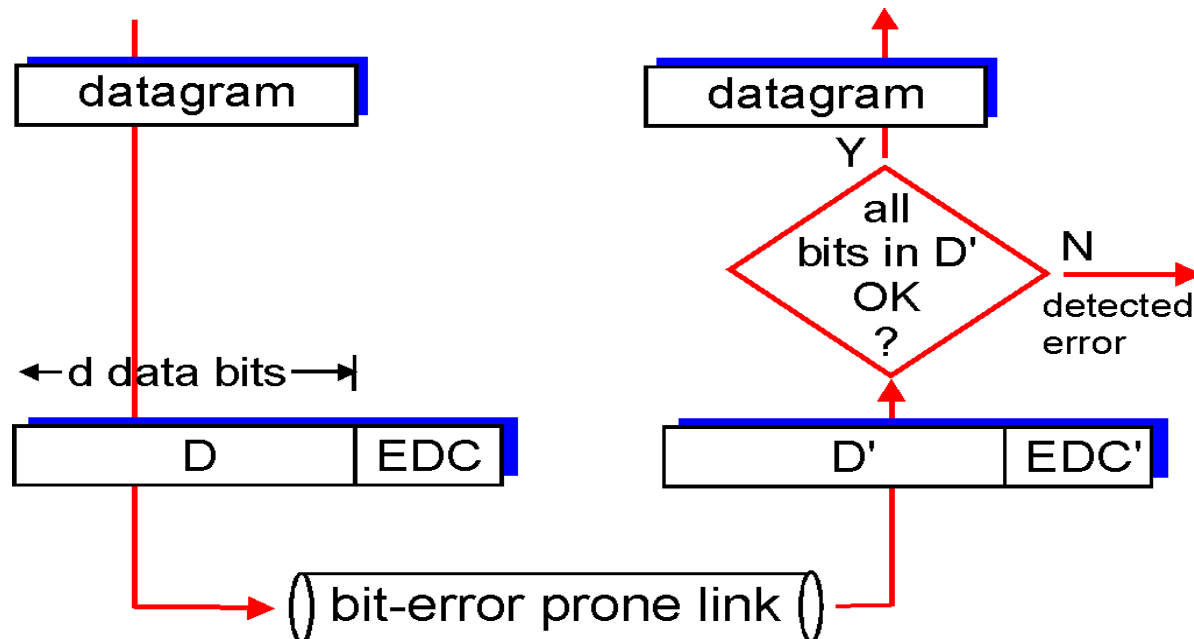 datagram
d data bits
D
EDC
bit-error prone link
datagram
Y
all
bits in D'
OK
?
N
detected
error
D'
EDC'